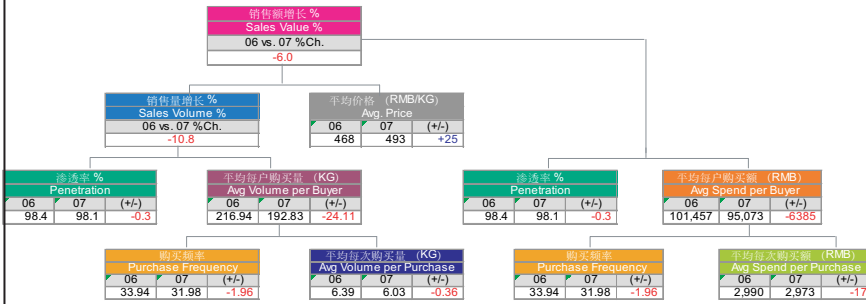 销售额增长 %
Sales Value %
06 vs. 07 %Ch.
-6.0
销售量增长 %
Sales Volume %
06 vs. 07 %Ch.
-10.8
平均价格 （RMB/KG）
Avg. Price
06 07 (+/-)
468 493 +25
渗透率 %
Penetration
06 07 (+/-)
98.4 98.1 -0.3
平均每户购买量 （KG）
Avg Volume per Buyer
06 07 (+/-)
216.94 192.83 -24.11
渗透率 %
Penetration
06 07 (+/-)
98.4 98.1 -0.3
平均每户购买额 （RMB）
Avg Spend per Buyer
06 07 (+/-)
101,457 95,073 -6385
购买频率
Purchase Frequency
06 07 (+/-)
33.94 31.98 -1.96
平均每次购买量 （KG）
Avg Volume per Purchase
06 07 (+/-)
6.39 6.03 -0.36
购买频率
Purchase Frequency
06 07 (+/-)
33.94 31.98 -1.96
平均每次购买额 （RMB）
Avg Spend per Purchase
06 07 (+/-)
2,990 2,973 -17